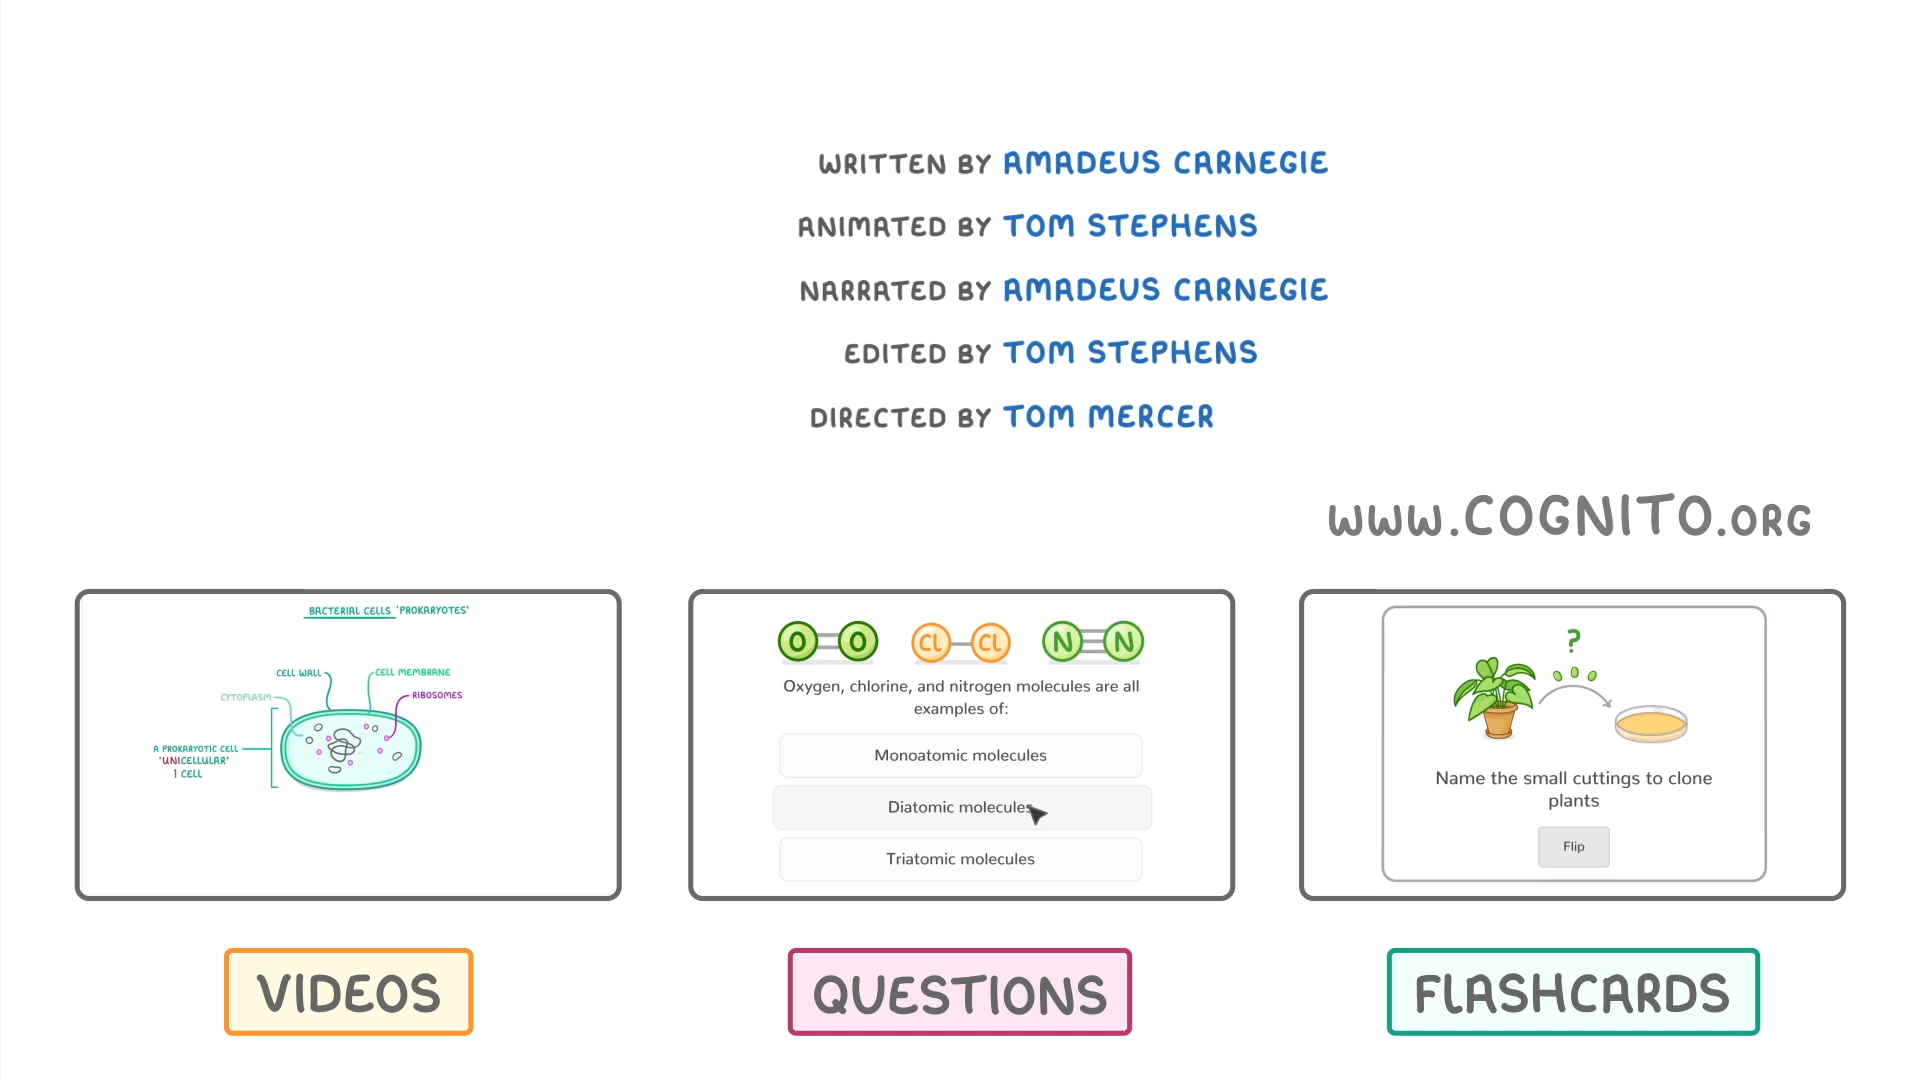 WRITTEN BY AMADEUS CARNEGIE
ANIMATED BY TOM STEPHENS
NARRATED BY AMADEUS CARNEGIE
EDITED BY TOM STEPHENS
DIRECTED BY TOM MERCER
www.COGNITO.ORG
BACTERIAL CELLS 'PROKARYOTES'
CELL WALL
CELL MEMBRANE
CYTOPLASM
RIBOSOMES
A PROKARYOTIC CELL
'UNICELLULAR'
1 CELL
O O Cl Cl N N
Oxygen, chlorine, and nitrogen molecules are all
examples of:
Monoatomic molecules
Diatomic molecules
Triatomic molecules
?
Name the small cuttings to clone
plants
Flip
VIDEOS
QUESTIONS
FLASHCARDS